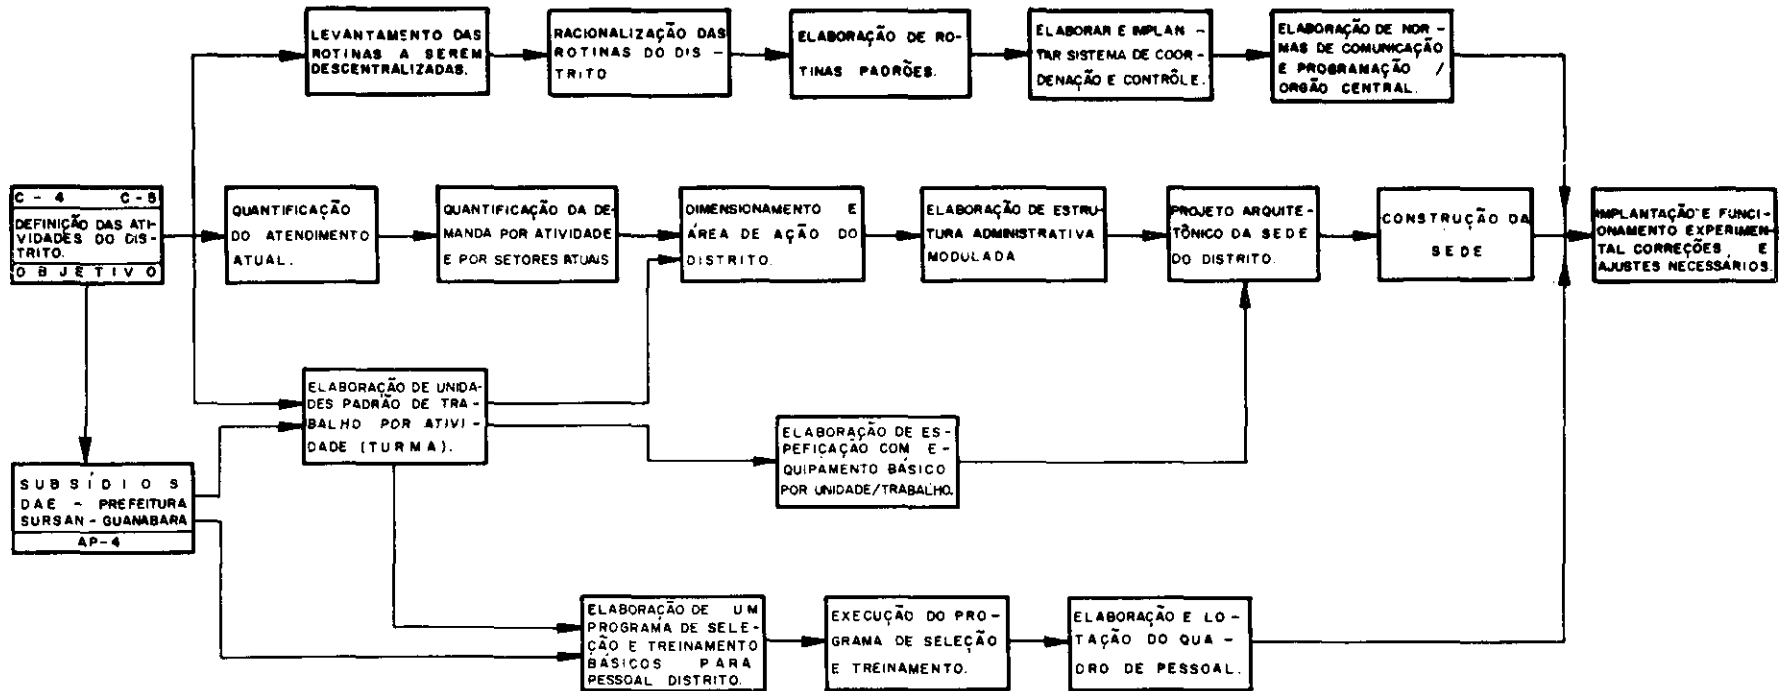 LEVANTAMENTO DAS
ROTINAS A SEREM
DESCENTRALIZADAS.
RACIONALIZAÇÃO DAS
ROTINAS DO DIS-
TRITO
ELABORAÇÃO DE RO-
TINAS PADRÕES.
ELABORAR E IMPLAN-
TAR SISTEMA DE COOR-
DENAÇÃO E CONTRÔLE.
ELABORAÇÃO DE NOR-
MAS DE COMUNICAÇÃO
E PROGRAMAÇÃO /
ORGÃO CENTRAL.
C - 4 C - 5
DEFINIÇÃO DAS ATI-
VIDADES DO DIS-
TRITO.
OBJETIVO
QUANTIFICAÇÃO
DO ATENDIMENTO
ATUAL.
QUANTIFICAÇÃO DA DE-
MANDA POR ATIVIDADE
E POR SETORES ATUAIS
DIMENSIONAMENTO E
ÁREA DE AÇÃO DO
DISTRITO.
ELABORAÇÃO DE ESTRU-
TURA ADMINISTRATIVA
MODULADA
PROJETO ARQUITE-
TÔNICO DA SEDE
DO DISTRITO.
CONSTRUÇÃO DA
SEDE
IMPLANTAÇÃO E FUNCI-
ONAMENTO EXPERIMEN-
TAL CORREÇÕES E
AJUSTES NECESSÁRIOS.
ELABORAÇÃO DE UNIDA-
DES PADRÃO DE TRA-
BALHO POR ATIVI-
DADE (TURMA).
ELABORAÇÃO DE ES-
PEFICAÇÃO COM E-
QUIPAMENTO BÁSICO
POR UNIDADE/TRABALHO.
SUBSÍDIOS
DAE - PREFEITURA
SURSAN - GUANABARA
AP-4
ELABORAÇÃO DE UM
PROGRAMA DE SELE-
ÇÃO E TREINAMENTO
BÁSICOS PARA
PESSOAL DISTRITO.
EXECUÇÃO DO PRO-
GRAMA DE SELEÇÃO
E TREINAMENTO.
ELABORAÇÃO E LO-
TAÇÃO DO QUA-
DRO DE PESSOAL.